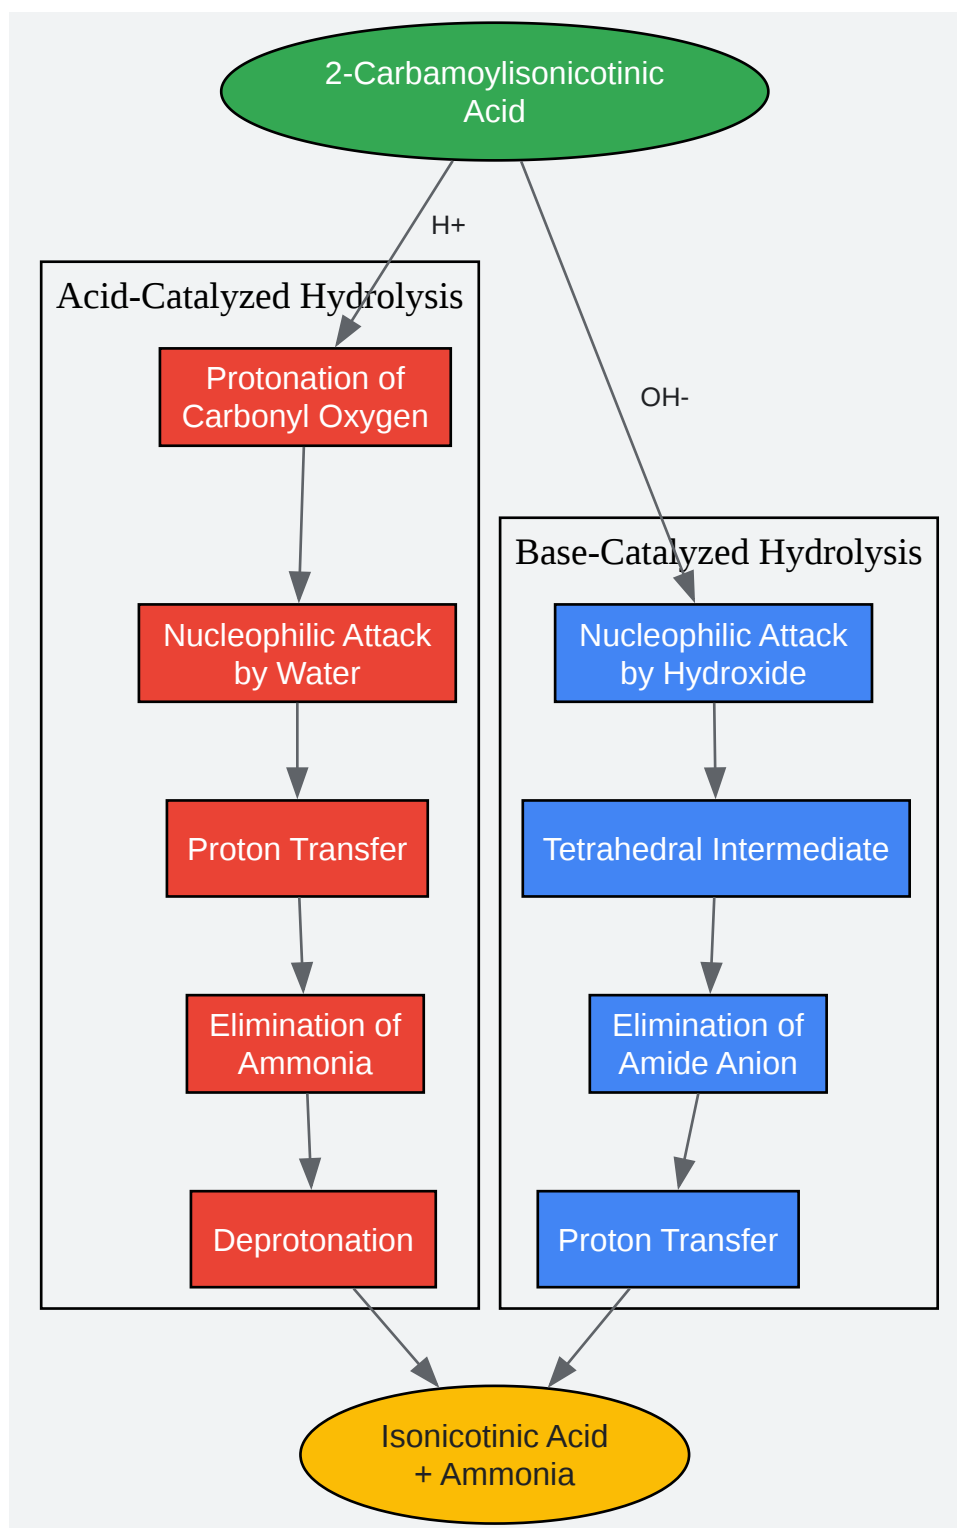 2-Carbamoylisonicotinic
Acid
H+
Acid-Catalyzed Hydrolysis
Protonation of
Carbonyl Oxygen
Nucleophilic Attack
by Water
Proton Transfer
Elimination of
Ammonia
Deprotonation
OH-
Base-Catalyzed Hydrolysis
Nucleophilic Attack
by Hydroxide
Tetrahedral Intermediate
Elimination of
Amide Anion
Proton Transfer
Isonicotinic Acid
+ Ammonia